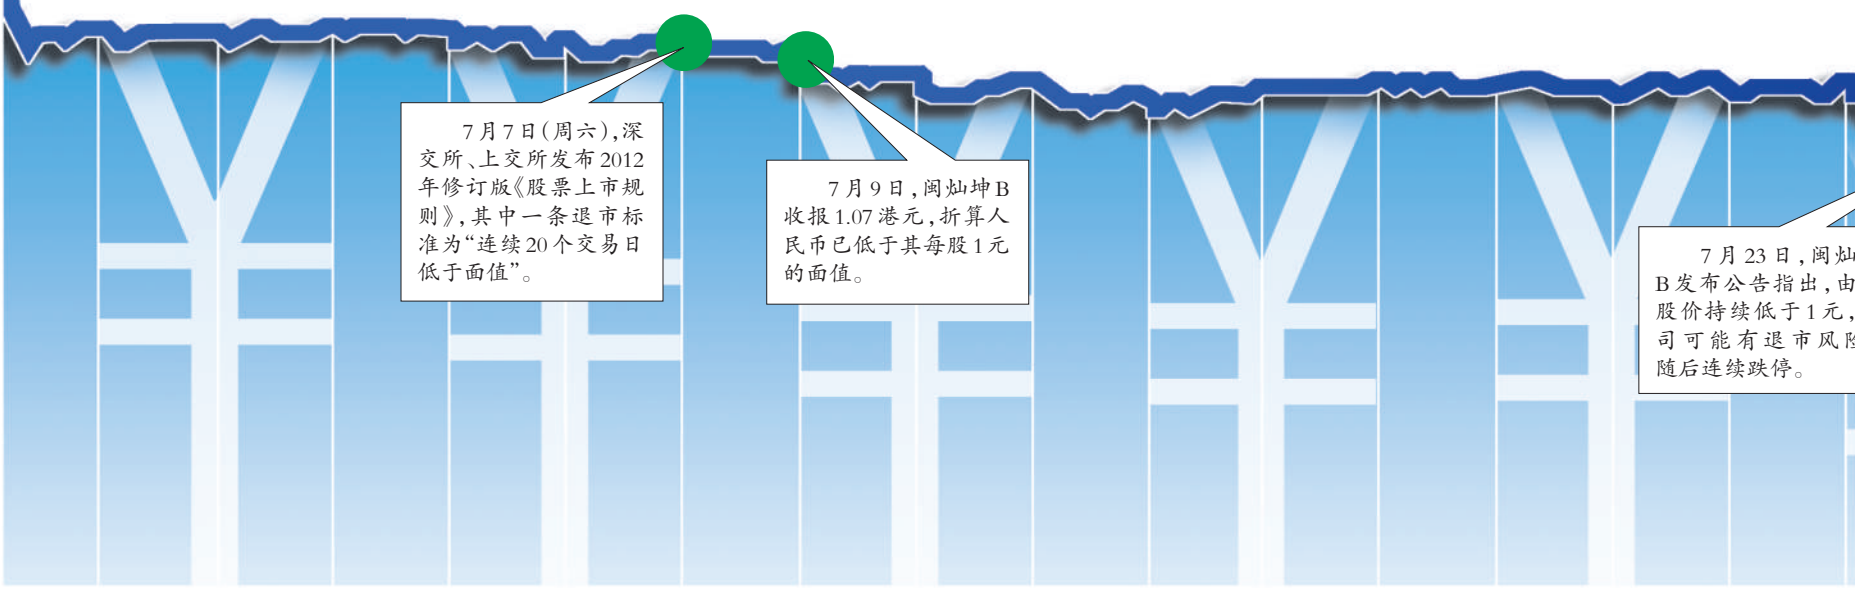 7月7日(周六),深
交所、上交所发布2012
年修订版《股票上市规
则》,其中一条退市标
准为“连续20个交易日
低于面值”。
7月9日,闽灿坤B
收报1.07港元,折算人
民币已低于其每股1元
的面值。
7月23日,闽灿
B发布公告指出,由
股价持续低于1元,
司可能有退市风险
随后连续跌停。